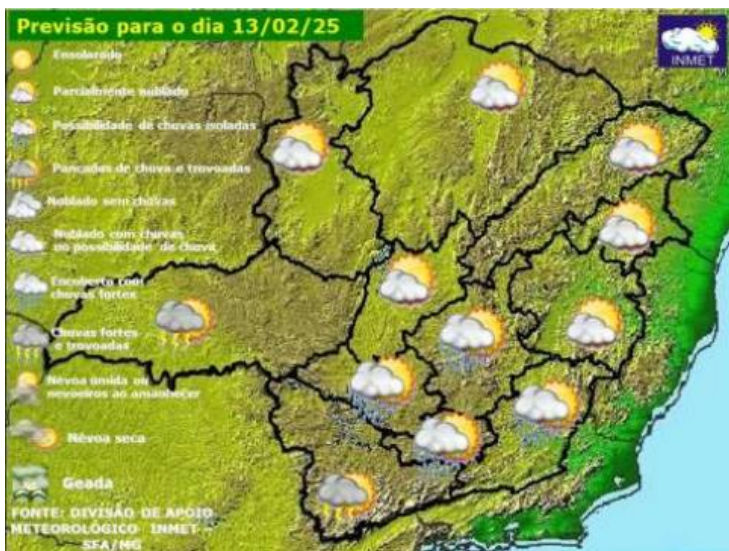 Previsão para o dia 13/02/25
INMET
Ensolarado
Parcialmente nublado
Possibilidade de chuvas isoladas
Pancadas de chuva e trovoadas
Nublado sem chuvas
Nublado com chuvas
no possibilidade de chuva
Encoberto com
chuvas fortes
Chuvas fortes
e trovoadas
Névoa úmida ou
nevoeiros ao amanhecer
Névoa seca
Geada
FONTE: DIVISÃO DE APOIO
METEOROLÓGICO INMET –
SFA/MG